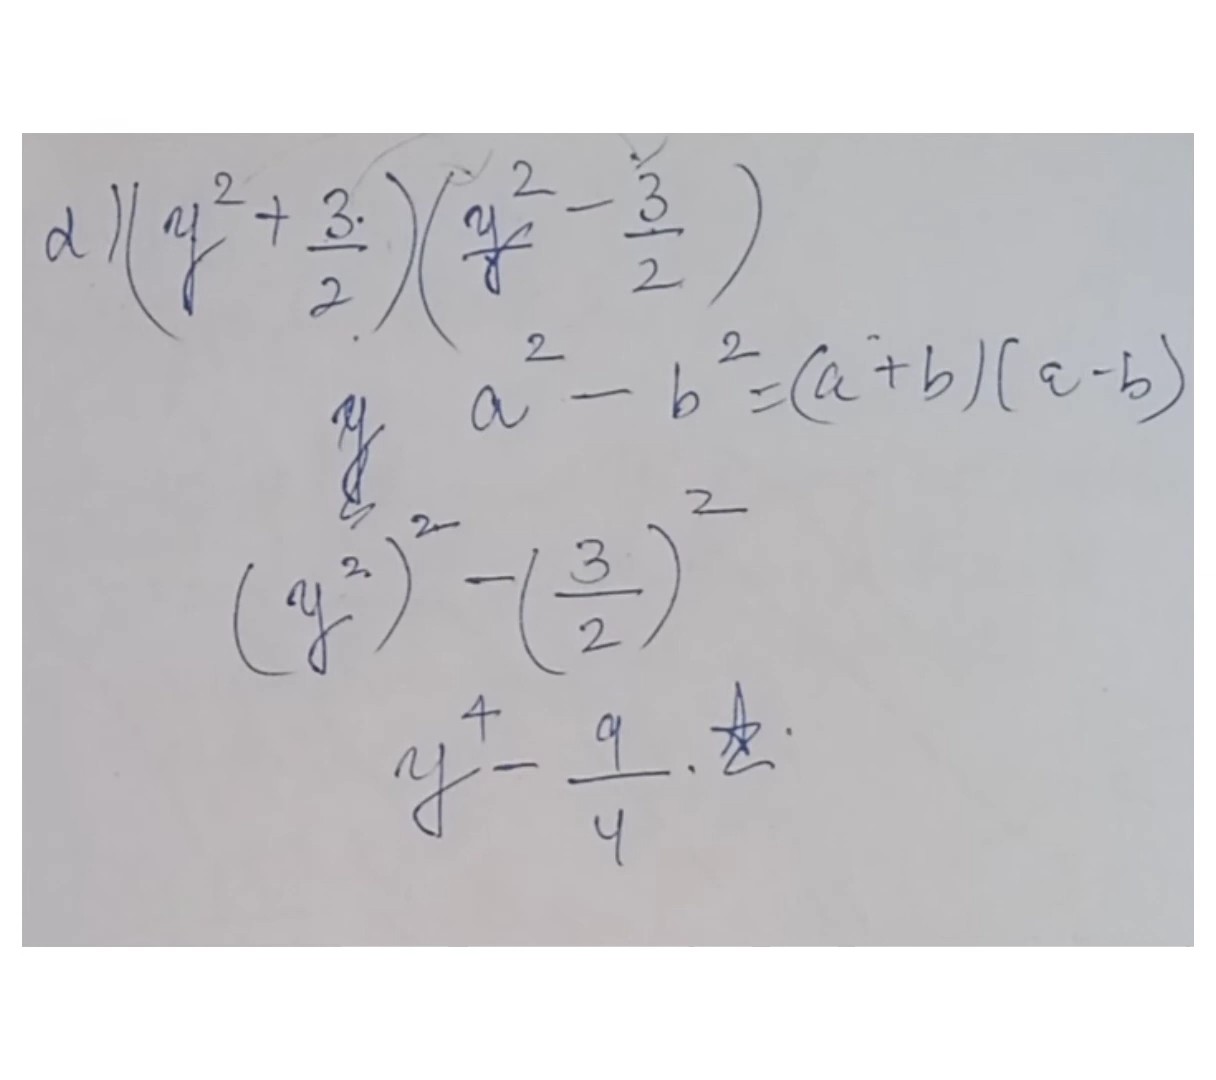 d) (y² + 3/2) (y² - 3/2)
y a² - b² = (a + b) (a - b)
(y²)² - (3/2)²
y⁴ - 9/4 .